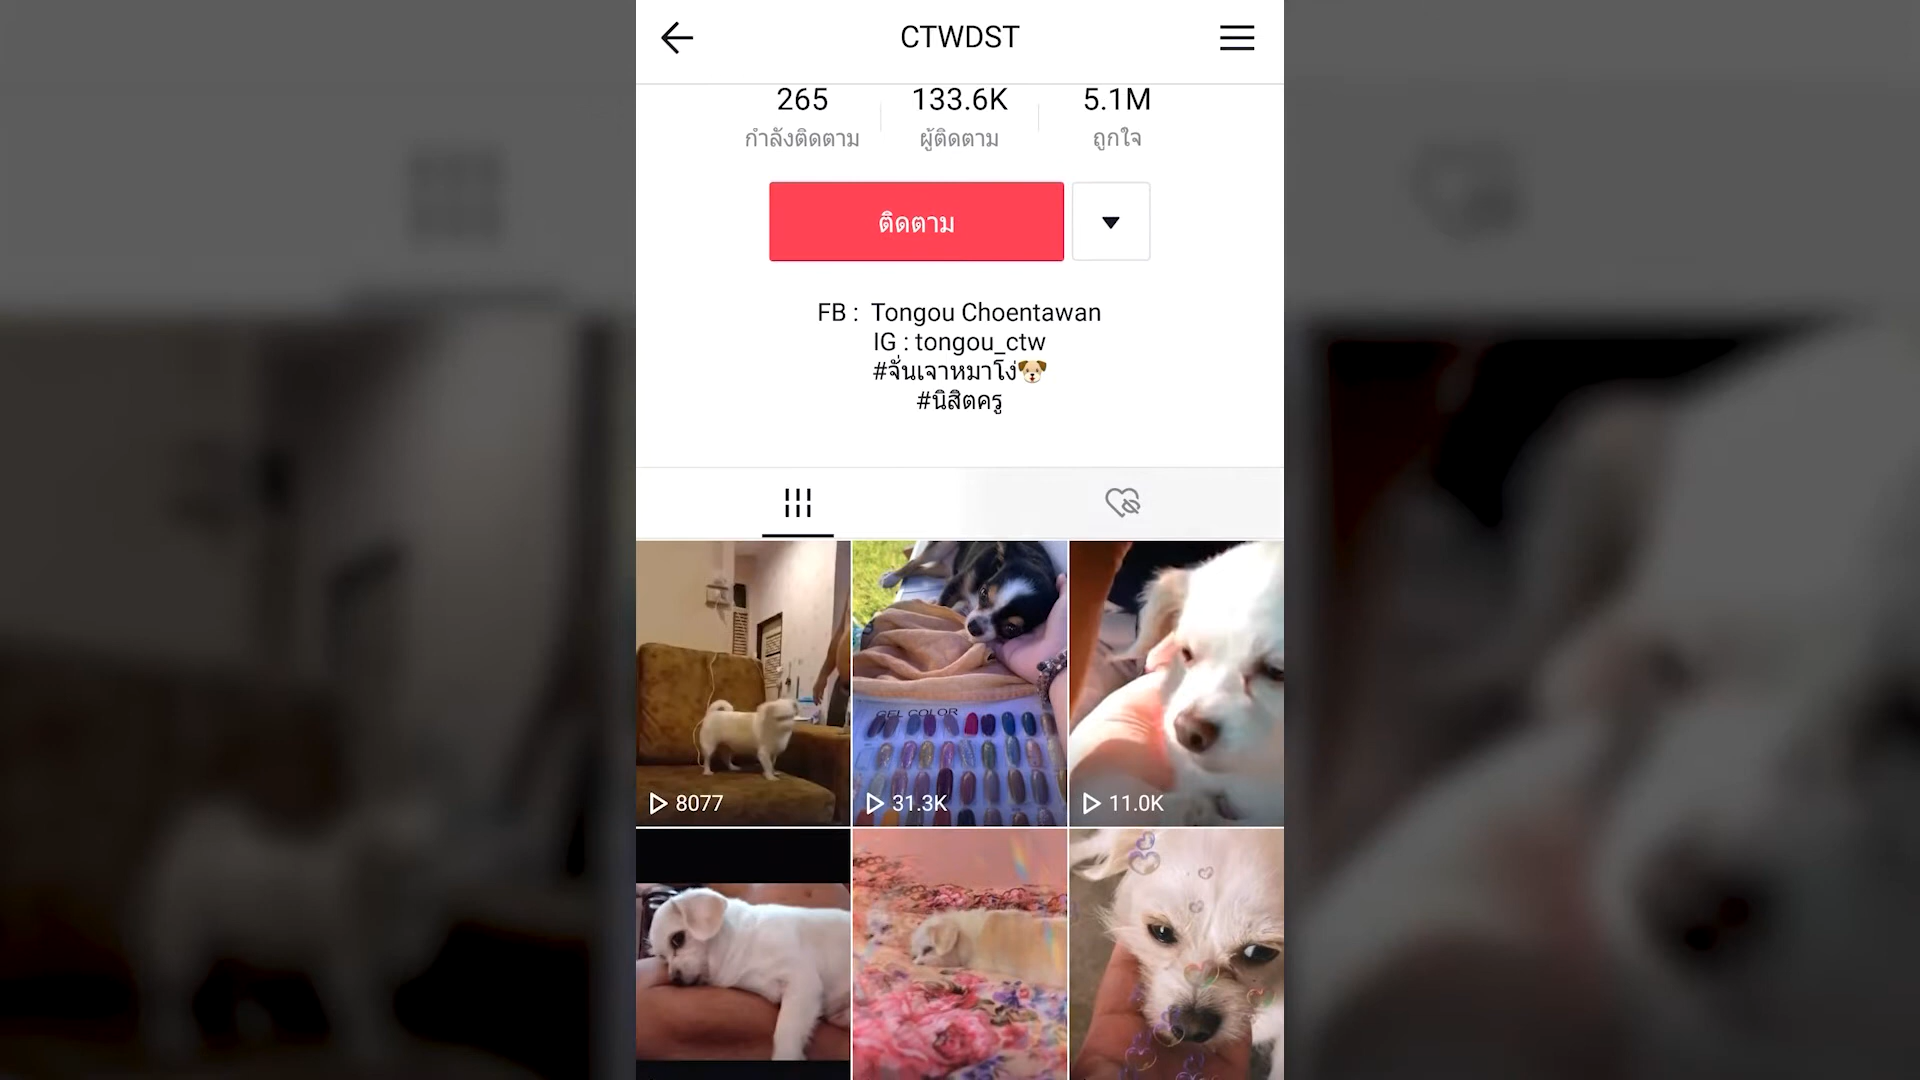 CTWDST
265 133.6K 5.1M
กำลังติดตาม ผู้ติดตาม ถูกใจ
ติดตาม
FB : Tongou Choentawan
IG : tongou_ctw
#จั่นเจาหมาโง่🐶
#นิสิตครู
GEL COLOR
8077 31.3K 11.0K